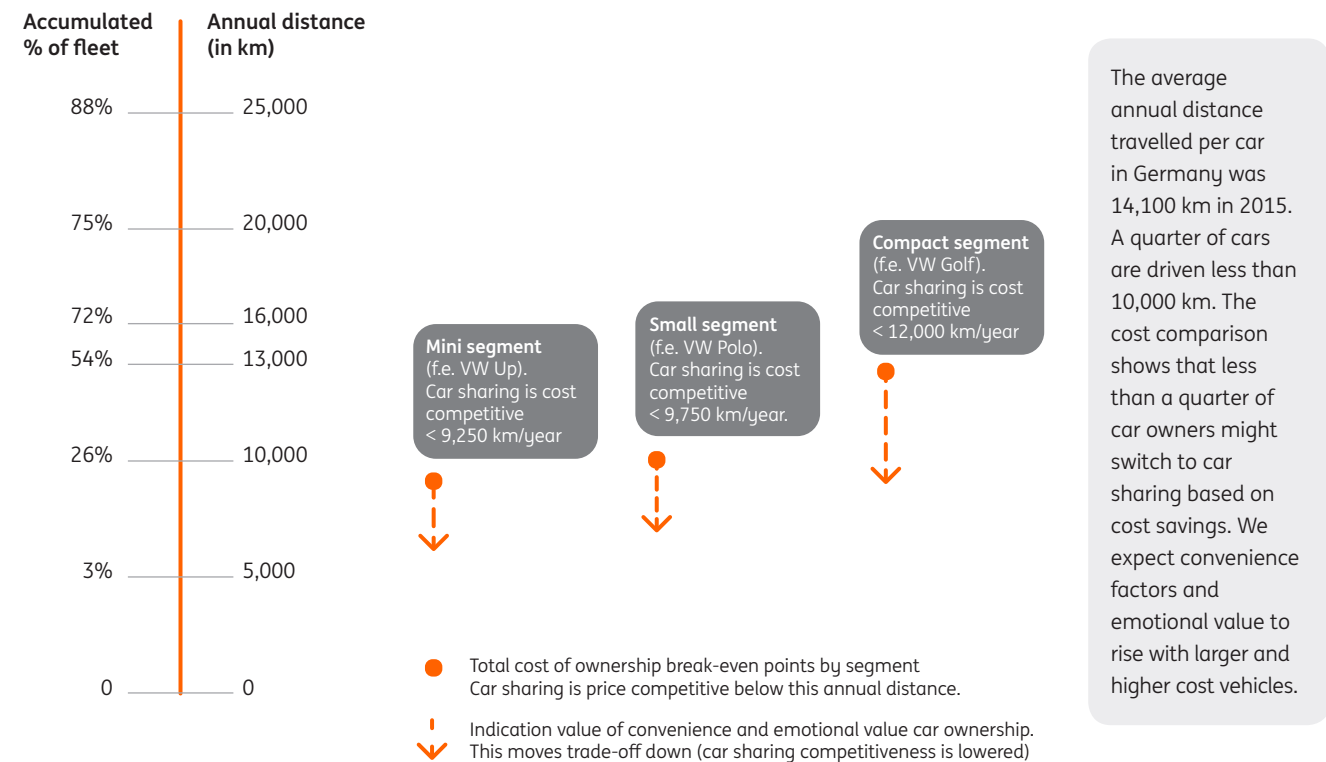 Accumulated
% of fleet
Annual distance
(in km)
88%
25,000
75%
20,000
72%
16,000
54%
13,000
26%
10,000
3%
5,000
0
0
Mini segment
(f.e. VW Up).
Car sharing is cost
competitive
< 9,250 km/year
Small segment
(f.e. VW Polo).
Car sharing is cost
competitive
< 9,750 km/year.
Compact segment
(f.e. VW Golf).
Car sharing is cost
competitive
< 12,000 km/year
Total cost of ownership break-even points by segment
Car sharing is price competitive below this annual distance.
Indication value of convenience and emotional value car ownership.
This moves trade-off down (car sharing competitiveness is lowered)
The average
annual distance
travelled per car
in Germany was
14,100 km in 2015.
A quarter of cars
are driven less than
10,000 km. The
cost comparison
shows that less
than a quarter of
car owners might
switch to car
sharing based on
cost savings. We
expect convenience
factors and
emotional value to
rise with larger and
higher cost vehicles.